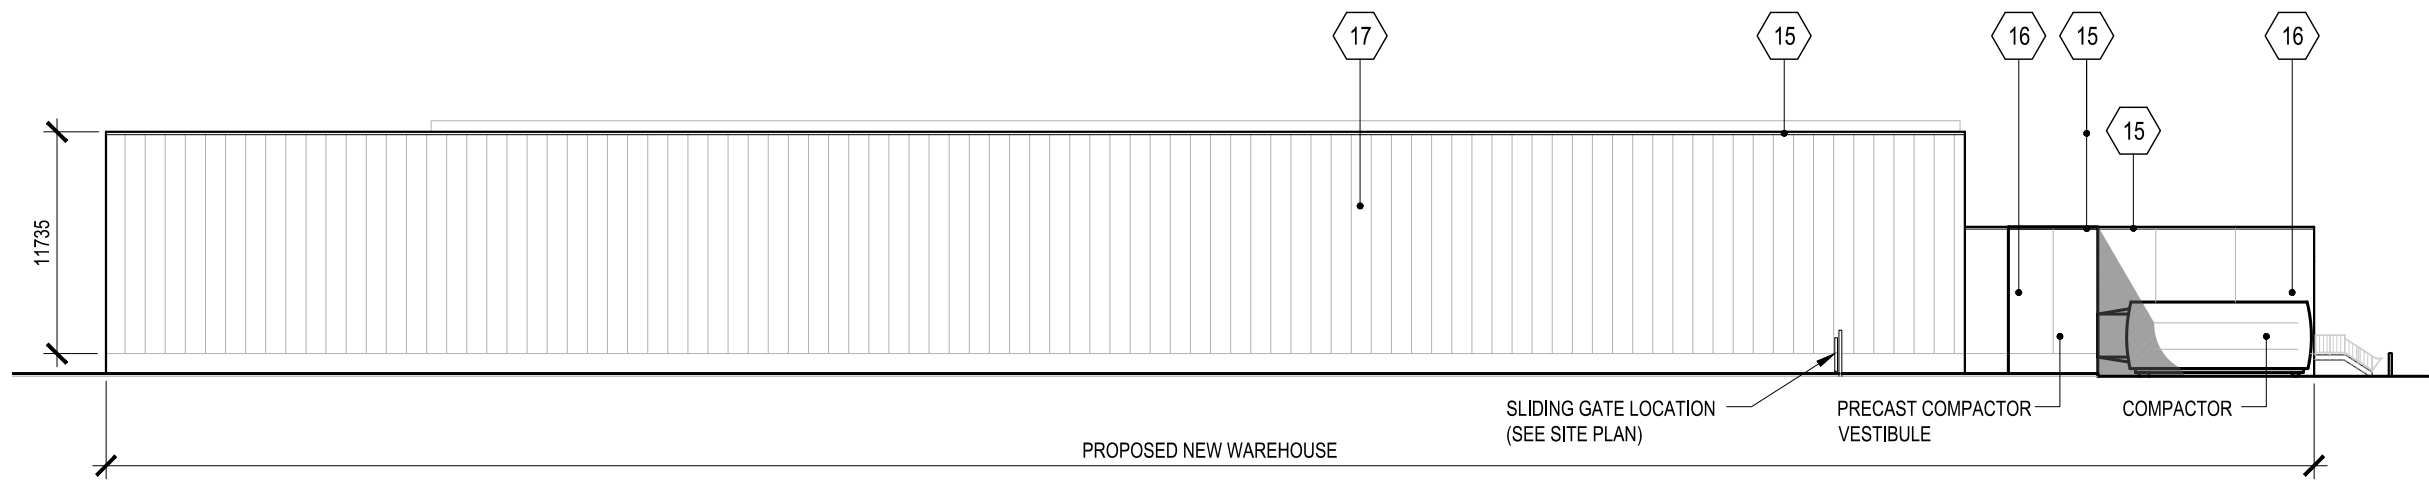 17
15
16
15
16
15
11735
SLIDING GATE LOCATION
(SEE SITE PLAN)
PRECAST COMPACTOR
VESTIBULE
COMPACTOR
PROPOSED NEW WAREHOUSE